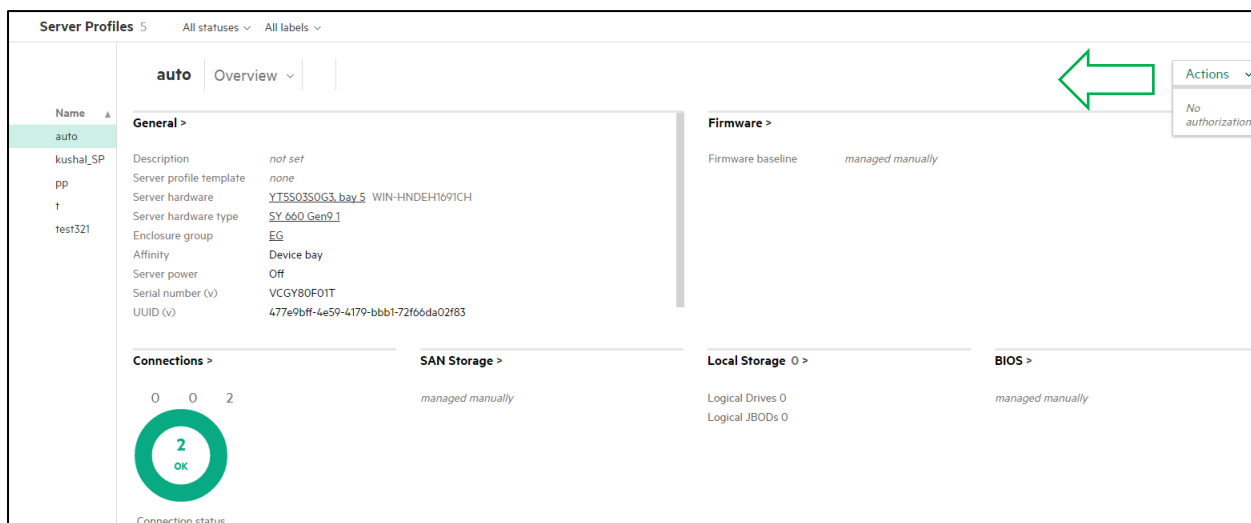 Server Profiles 5 All statuses All labels
auto Overview
Actions
No
authorization
Name
auto
kushal_SP
pp
t
test321
General >
Description not set
Server profile template none
Server hardware YT5S03S0G3, bay 5 WIN-HNDEH1691CH
Server hardware type SY 660 Gen9 1
Enclosure group EG
Affinity Device bay
Server power Off
Serial number (v) VCGY80F01T
UUID (v) 477e9bff-4e59-4179-bbb1-72f66da02f83
Firmware >
Firmware baseline managed manually
Connections >
0 0 2
2
OK
Connection status
SAN Storage >
managed manually
Local Storage 0 >
Logical Drives 0
Logical JBODs 0
BIOS >
managed manually